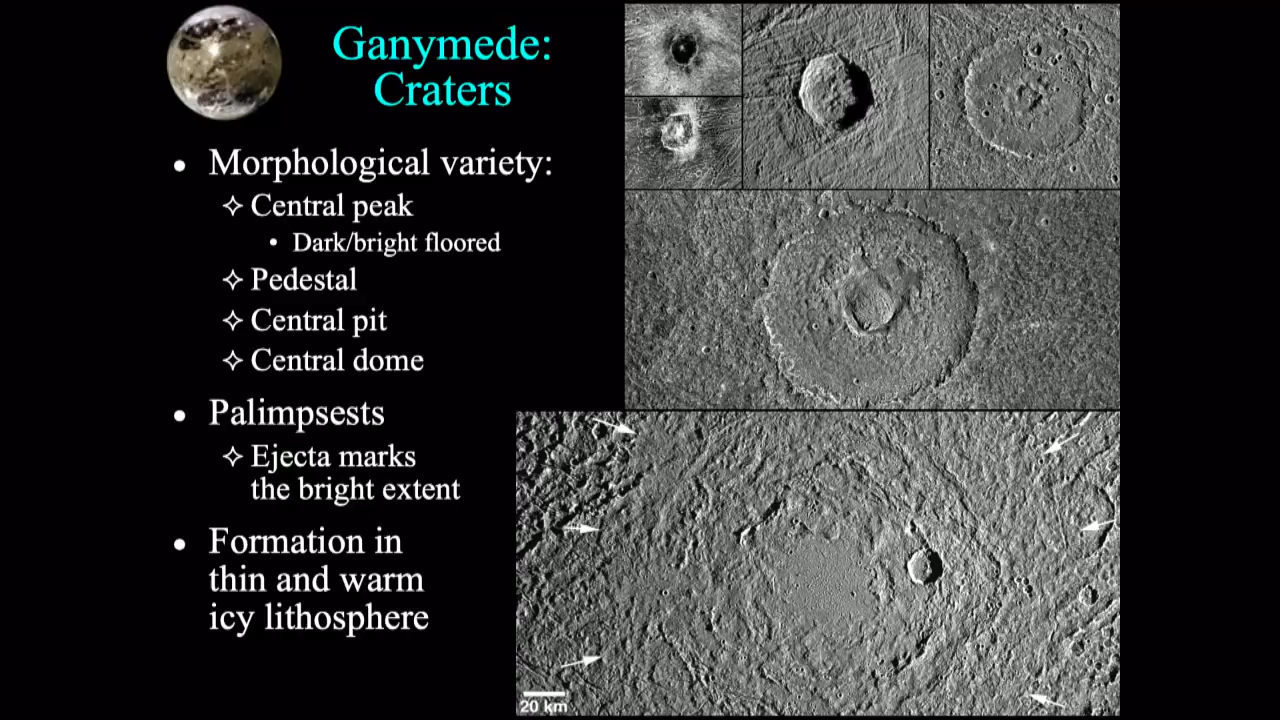 Ganymede:
Craters
• Morphological variety:
✧ Central peak
• Dark/bright floored
✧ Pedestal
✧ Central pit
✧ Central dome
• Palimpsests
✧ Ejecta marks
the bright extent
• Formation in
thin and warm
icy lithosphere
20 km